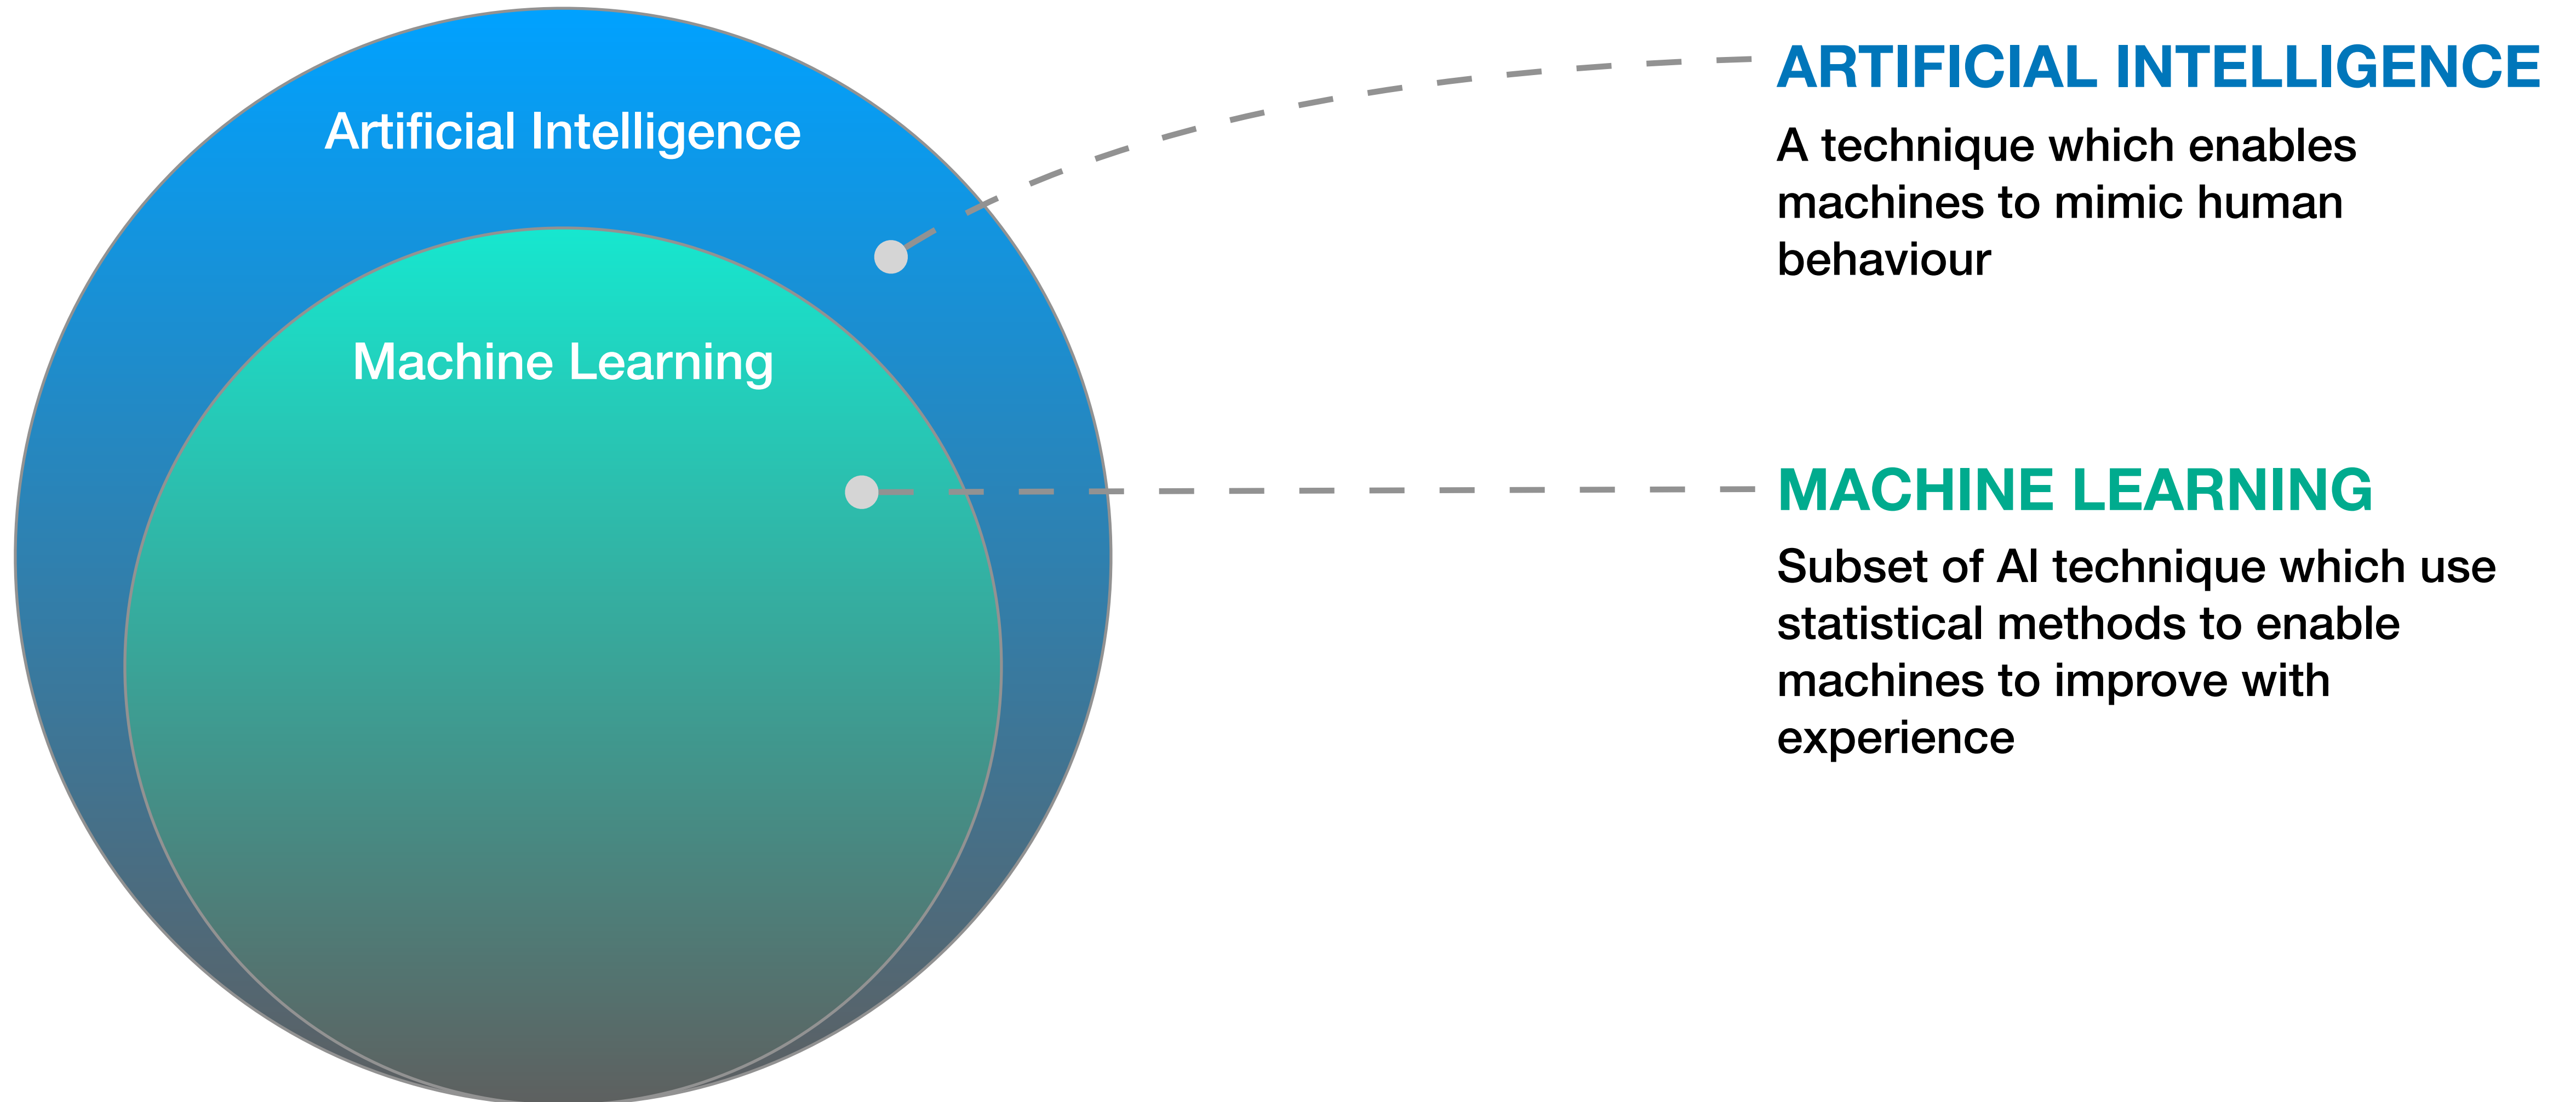 Artificial Intelligence
Machine Learning
ARTIFICIAL INTELLIGENCE
A technique which enables
machines to mimic human
behaviour
MACHINE LEARNING
Subset of AI technique which use
statistical methods to enable
machines to improve with
experience